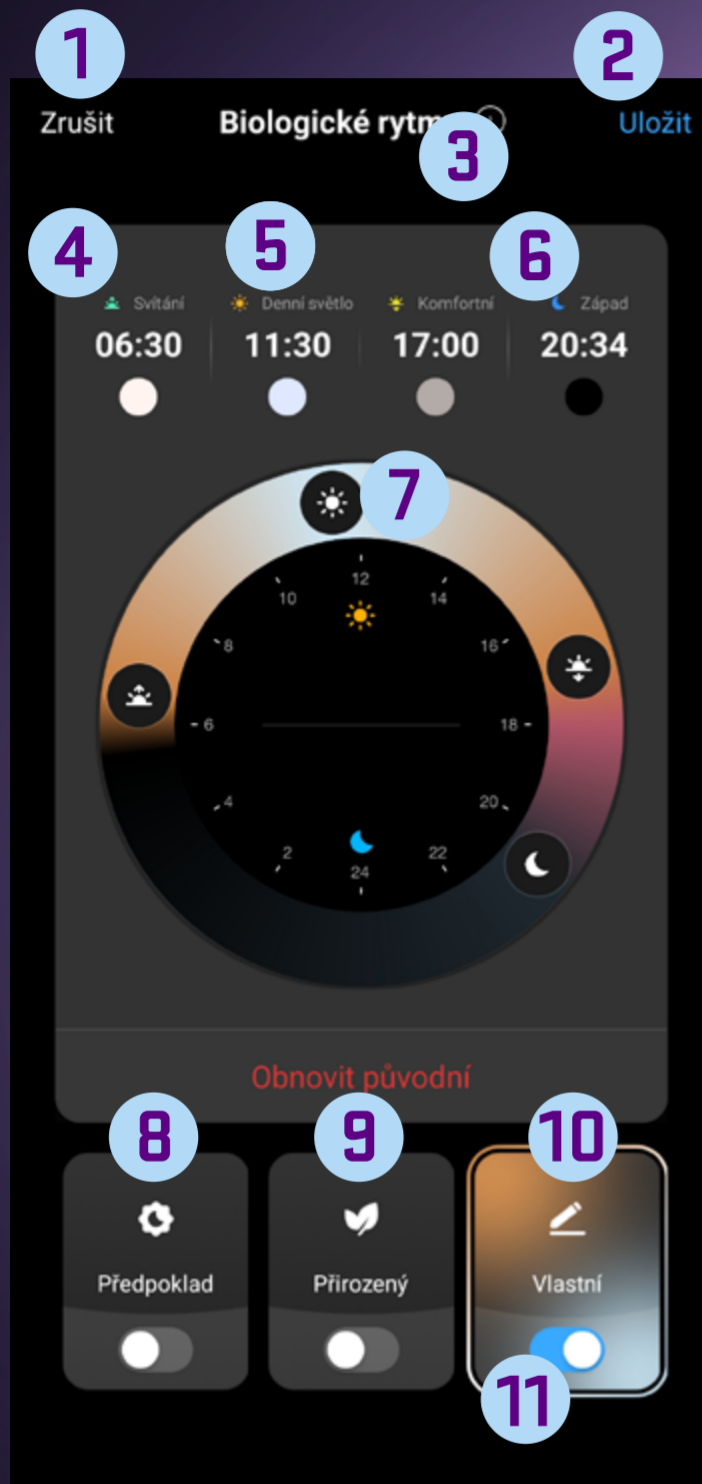 1
2
Zrušit
Biologické
Uložit
3
4
5
6
Svítání
Denní světlo
Komfortní
Západ
06:30
11:30
17:00
20:34
7
12
10
14
8
16
6
18
4
20
2
22
24
Obnovit původní
8
9
10
Předpoklad
Přirozený
Vlastní
11